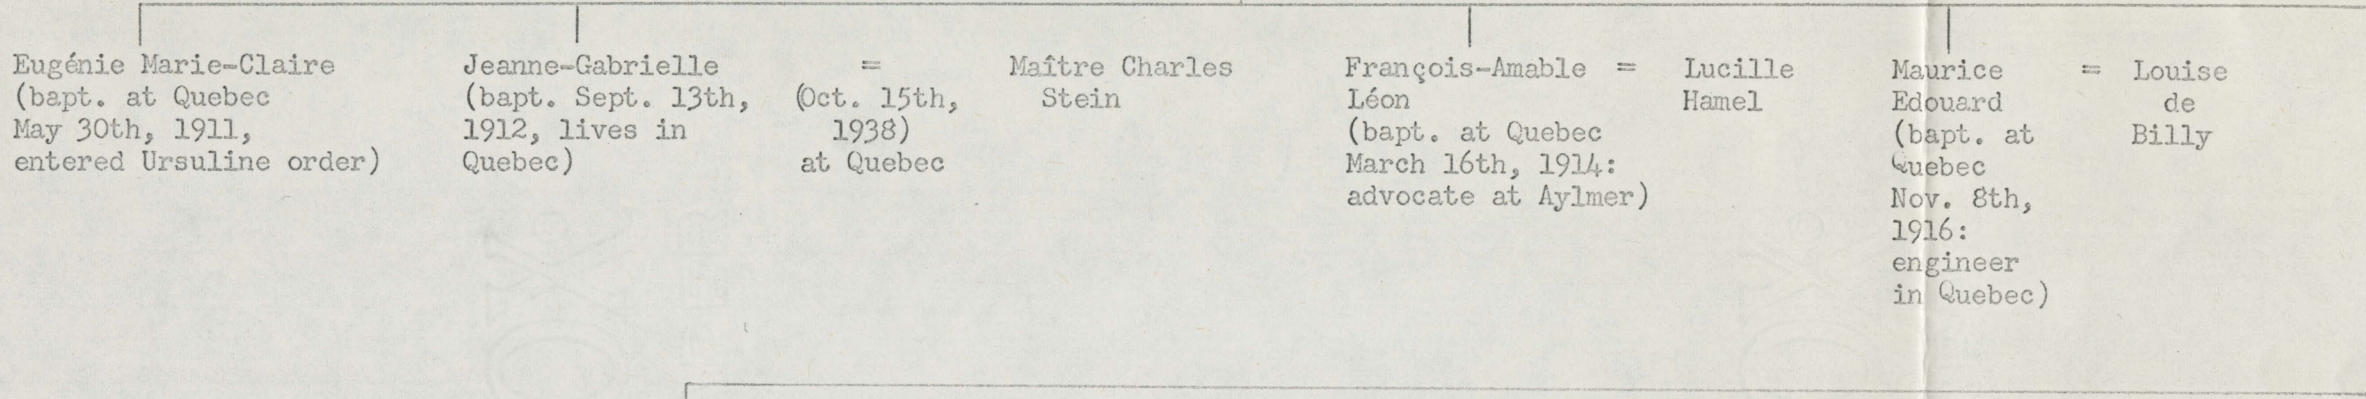 Eugénie Marie-Claire
(bapt. at Quebec
May 30th, 1911,
entered Ursuline order)
Jeanne-Gabrielle
(bapt. Sept. 13th,
1912, lives in
Quebec)
=
(Oct. 15th,
1938)
at Quebec
Maître Charles
Stein
François-Amable =
Léon
(bapt. at Quebec
March 16th, 1914:
advocate at Aylmer)
Lucille
Hamel
Maurice =
Edouard
(bapt. at
Quebec
Nov. 8th,
1916:
engineer
in Quebec)
Louise
de
Billy